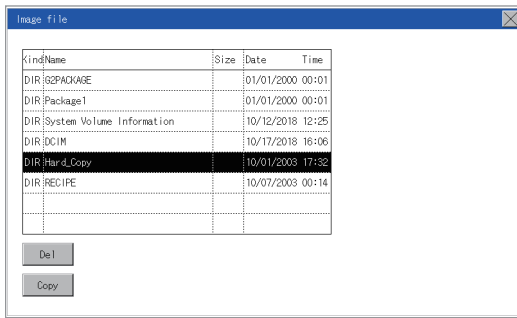 Image file
Kind Name Size Date Time
DIR G2PACKAGE 01/01/2000 00:01
DIR Package1 01/01/2000 00:01
DIR System Volume Information 10/12/2018 12:25
DIR DCIM 10/17/2018 16:06
DIR Hard_Copy 10/01/2003 17:32
DIR RECIPE 10/07/2003 00:14
Del
Copy